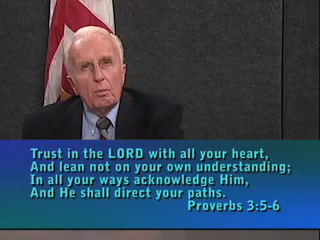 Trust in the LORD with all your heart,
And lean not on your own understanding;
In all your ways acknowledge Him,
And He shall direct your paths.
Proverbs 3:5-6